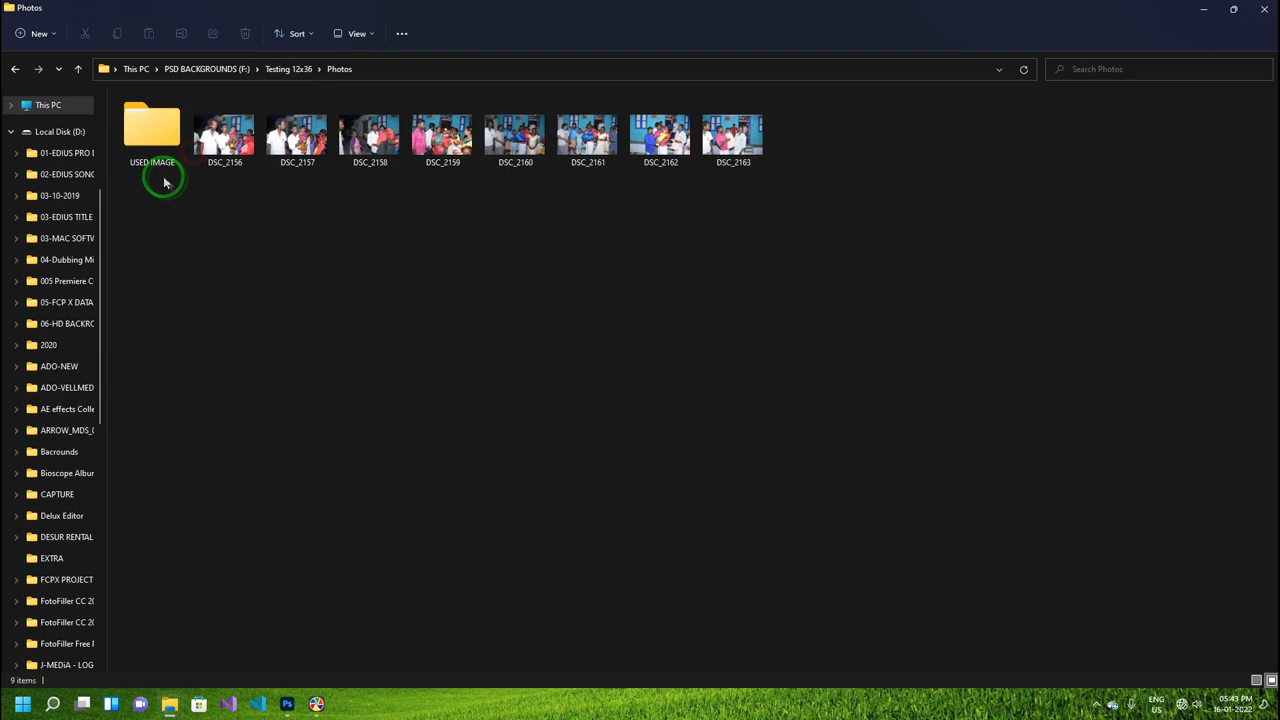 Photos
New
Sort
View
This PC
PSD BACKGROUNDS (F:)
Testing 12x36
Photos
Search Photos
This PC
Local Disk (D:)
01-EDIUS PRO
02-EDIUS SONG
03-10-2019
03-EDIUS TITLE
03-MAC SOFTW
04-Dubbing Mi
005 Premiere C
05-FCP X DATA
06-HD BACKRO
2020
ADO-NEW
ADO-VELLMED
AE effects Colle
ARROW_MDS_0
Bacrounds
Bioscope Albur
CAPTURE
Delux Editor
DESUR RENTAL
EXTRA
FCPX PROJECT
FotoFiller CC 20
FotoFiller CC 20
FotoFiller Free
J-MEDiA - LOG
USED IMAGE
DSC_2156
DSC_2157
DSC_2158
DSC_2159
DSC_2160
DSC_2161
DSC_2162
DSC_2163
9 items
ENG
US
05:43 PM
16-01-2022